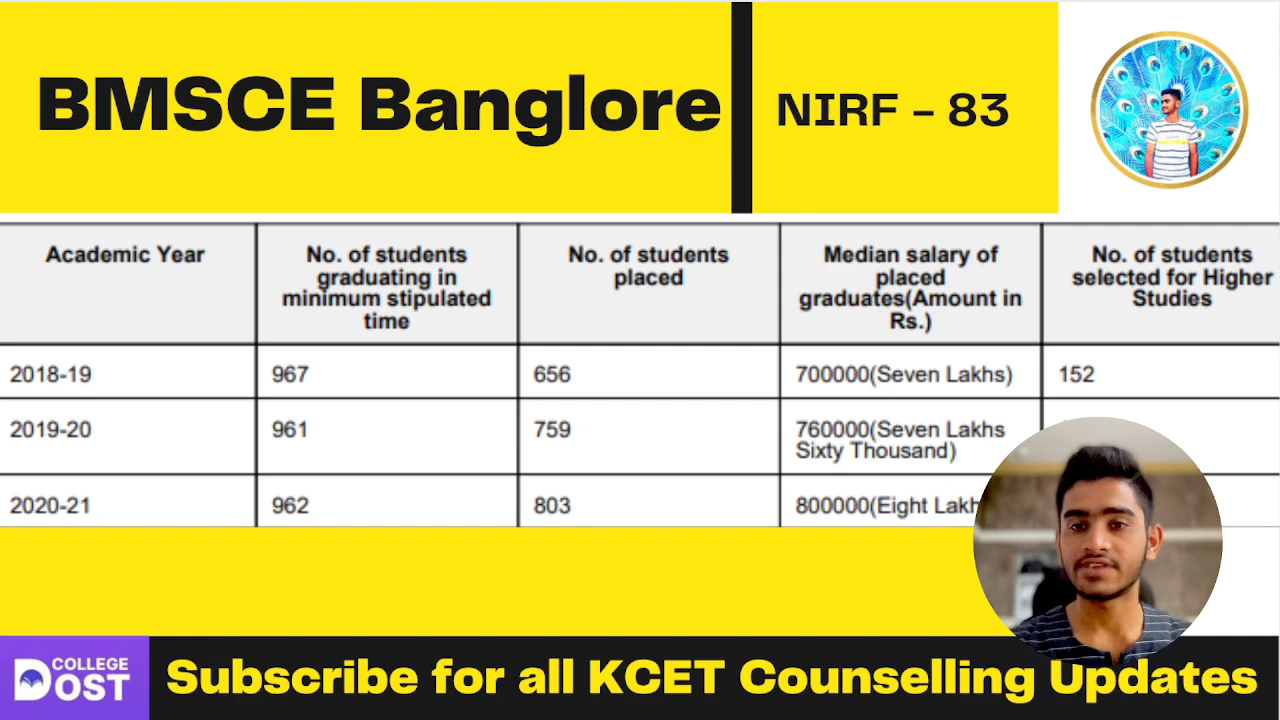 BMSCE Banglore
NIRF - 83
Academic Year
No. of students
graduating in
minimum stipulated
time
No. of students
placed
Median salary of
placed
graduates(Amount in
Rs.)
No. of students
selected for Higher
Studies
2018-19
967
656
700000(Seven Lakhs)
152
2019-20
961
759
760000(Seven Lakhs
Sixty Thousand)
2020-21
962
803
800000(Eight Lakh
COLLEGE
DOST
Subscribe for all KCET Counselling Updates